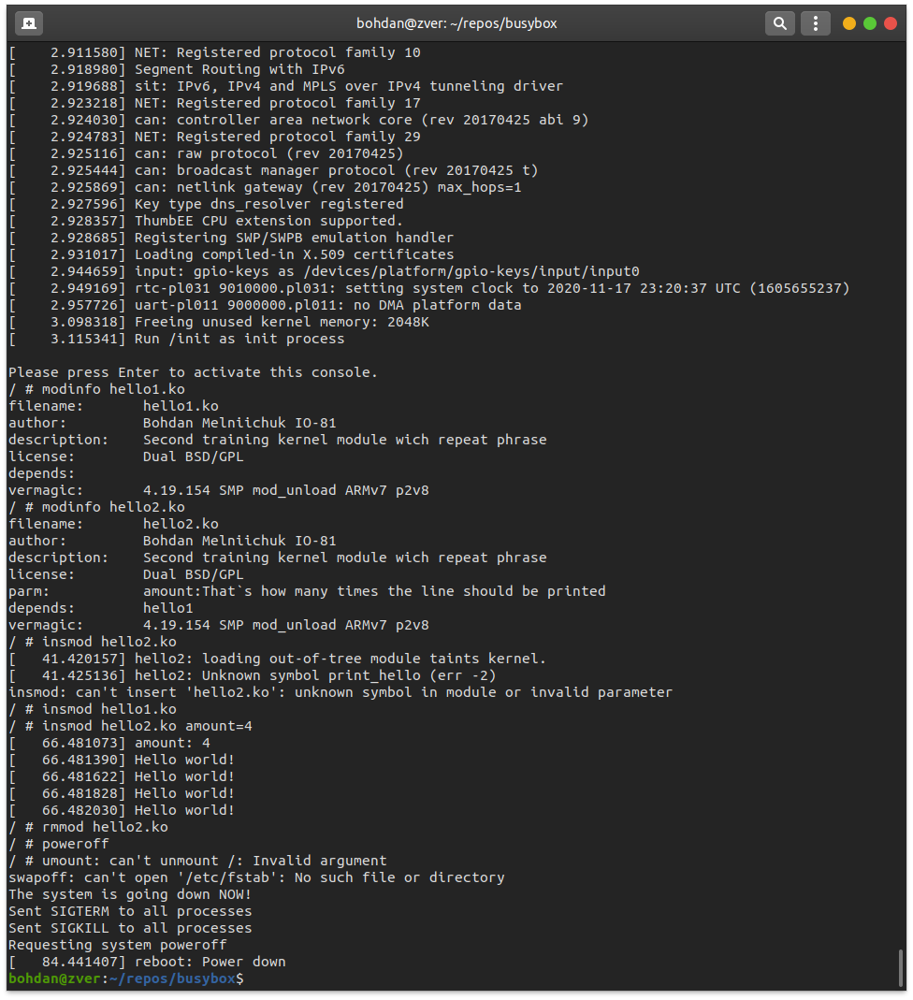 bohdan@zver: ~/repos/busybox
[    2.911580] NET: Registered protocol family 10
[    2.918980] Segment Routing with IPv6
[    2.919688] sit: IPv6, IPv4 and MPLS over IPv4 tunneling driver
[    2.923218] NET: Registered protocol family 17
[    2.924030] can: controller area network core (rev 20170425 abi 9)
[    2.924783] NET: Registered protocol family 29
[    2.925116] can: raw protocol (rev 20170425)
[    2.925444] can: broadcast manager protocol (rev 20170425 t)
[    2.925869] can: netlink gateway (rev 20170425) max_hops=1
[    2.927596] Key type dns_resolver registered
[    2.928357] ThumbEE CPU extension supported.
[    2.928685] Registering SWP/SWPB emulation handler
[    2.931017] Loading compiled-in X.509 certificates
[    2.944659] input: gpio-keys as /devices/platform/gpio-keys/input/input0
[    2.949169] rtc-pl031 9010000.pl031: setting system clock to 2020-11-17 23:20:37 UTC (1605655237)
[    2.957726] uart-pl011 9000000.pl011: no DMA platform data
[    3.098318] Freeing unused kernel memory: 2048K
[    3.115341] Run /init as init process

Please press Enter to activate this console.
/ # modinfo hello1.ko
filename:       hello1.ko
author:         Bohdan Melniichuk IO-81
description:    Second training kernel module wich repeat phrase
license:        Dual BSD/GPL
depends:
vermagic:       4.19.154 SMP mod_unload ARMv7 p2v8
/ # modinfo hello2.ko
filename:       hello2.ko
author:         Bohdan Melniichuk IO-81
description:    Second training kernel module wich repeat phrase
license:        Dual BSD/GPL
parm:           amount:That`s how many times the line should be printed
depends:        hello1
vermagic:       4.19.154 SMP mod_unload ARMv7 p2v8
/ # insmod hello2.ko
[   41.420157] hello2: loading out-of-tree module taints kernel.
[   41.425136] hello2: Unknown symbol print_hello (err -2)
insmod: can't insert 'hello2.ko': unknown symbol in module or invalid parameter
/ # insmod hello1.ko
/ # insmod hello2.ko amount=4
[   66.481073] amount: 4
[   66.481390] Hello world!
[   66.481622] Hello world!
[   66.481828] Hello world!
[   66.482030] Hello world!
/ # rmmod hello2.ko
/ # poweroff
/ # umount: can't unmount /: Invalid argument
swapoff: can't open '/etc/fstab': No such file or directory
The system is going down NOW!
Sent SIGTERM to all processes
Sent SIGKILL to all processes
Requesting system poweroff
[   84.441407] reboot: Power down
bohdan@zver:~/repos/busybox$